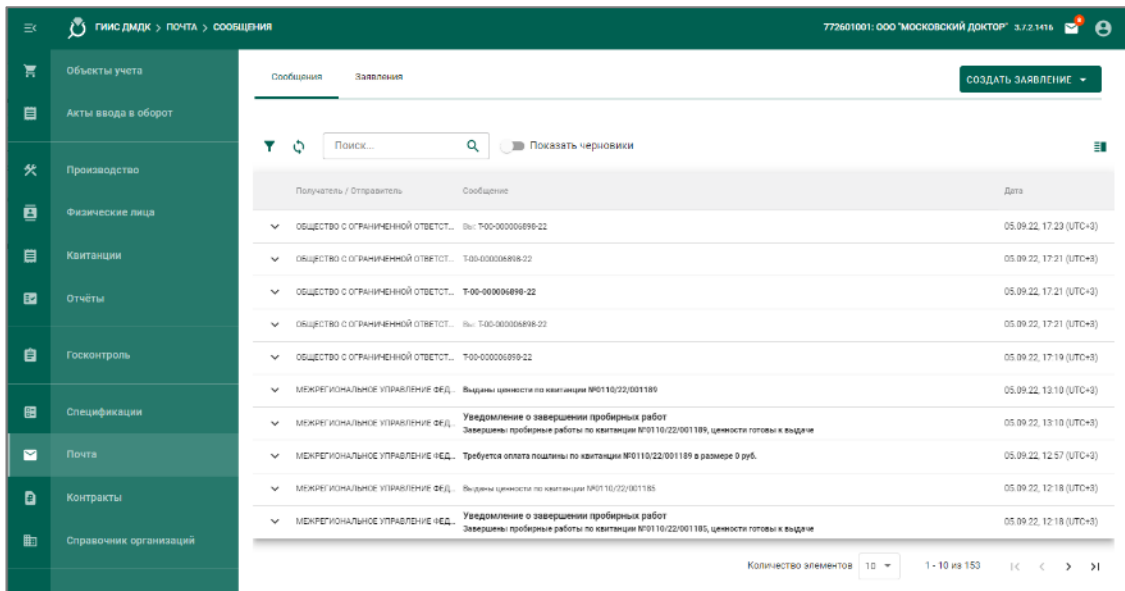 ГИИС ДМДК > ПОЧТА > СООБЩЕНИЯ
772601001: ООО "МОСКОВСКИЙ ДОКТОР" 3.7.2.1416
Объекты учета
Акты ввода в оборот
Производство
Физические лица
Квитанции
Отчёты
Госконтроль
Спецификации
Почта
Контракты
Справочник организаций
Сообщения Заявления
СОЗДАТЬ ЗАЯВЛЕНИЕ
Поиск... Показать черновики
Получатель / Отправитель Сообщение Дата
ОБЩЕСТВО С ОГРАНИЧЕННОЙ ОТВЕТСТ... Вы: Т-00-000006898-22 05.09.22, 17:23 (UTC+3)
ОБЩЕСТВО С ОГРАНИЧЕННОЙ ОТВЕТСТ... Т-00-000006898-22 05.09.22, 17:21 (UTC+3)
ОБЩЕСТВО С ОГРАНИЧЕННОЙ ОТВЕТСТ... Т-00-000006898-22 05.09.22, 17:21 (UTC+3)
ОБЩЕСТВО С ОГРАНИЧЕННОЙ ОТВЕТСТ... Вы: Т-00-000006898-22 05.09.22, 17:21 (UTC+3)
ОБЩЕСТВО С ОГРАНИЧЕННОЙ ОТВЕТСТ... Т-00-000006898-22 05.09.22, 17:19 (UTC+3)
МЕЖРЕГИОНАЛЬНОЕ УПРАВЛЕНИЕ ФЕД... Выданы ценности по квитанции №0110/22/001189 05.09.22, 13:10 (UTC+3)
МЕЖРЕГИОНАЛЬНОЕ УПРАВЛЕНИЕ ФЕД... Уведомление о завершении пробирных работ 05.09.22, 13:10 (UTC+3)
Завершены пробирные работы по квитанции №0110/22/001189, ценности готовы к выдаче
МЕЖРЕГИОНАЛЬНОЕ УПРАВЛЕНИЕ ФЕД... Требуется оплата пошлины по квитанции №0110/22/001189 в размере 0 руб. 05.09.22, 12:57 (UTC+3)
МЕЖРЕГИОНАЛЬНОЕ УПРАВЛЕНИЕ ФЕД... Выданы ценности по квитанции №0110/22/001185 05.09.22, 12:18 (UTC+3)
МЕЖРЕГИОНАЛЬНОЕ УПРАВЛЕНИЕ ФЕД... Уведомление о завершении пробирных работ 05.09.22, 12:18 (UTC+3)
Завершены пробирные работы по квитанции №0110/22/001185, ценности готовы к выдаче
Количество элементов 10 1 - 10 из 153